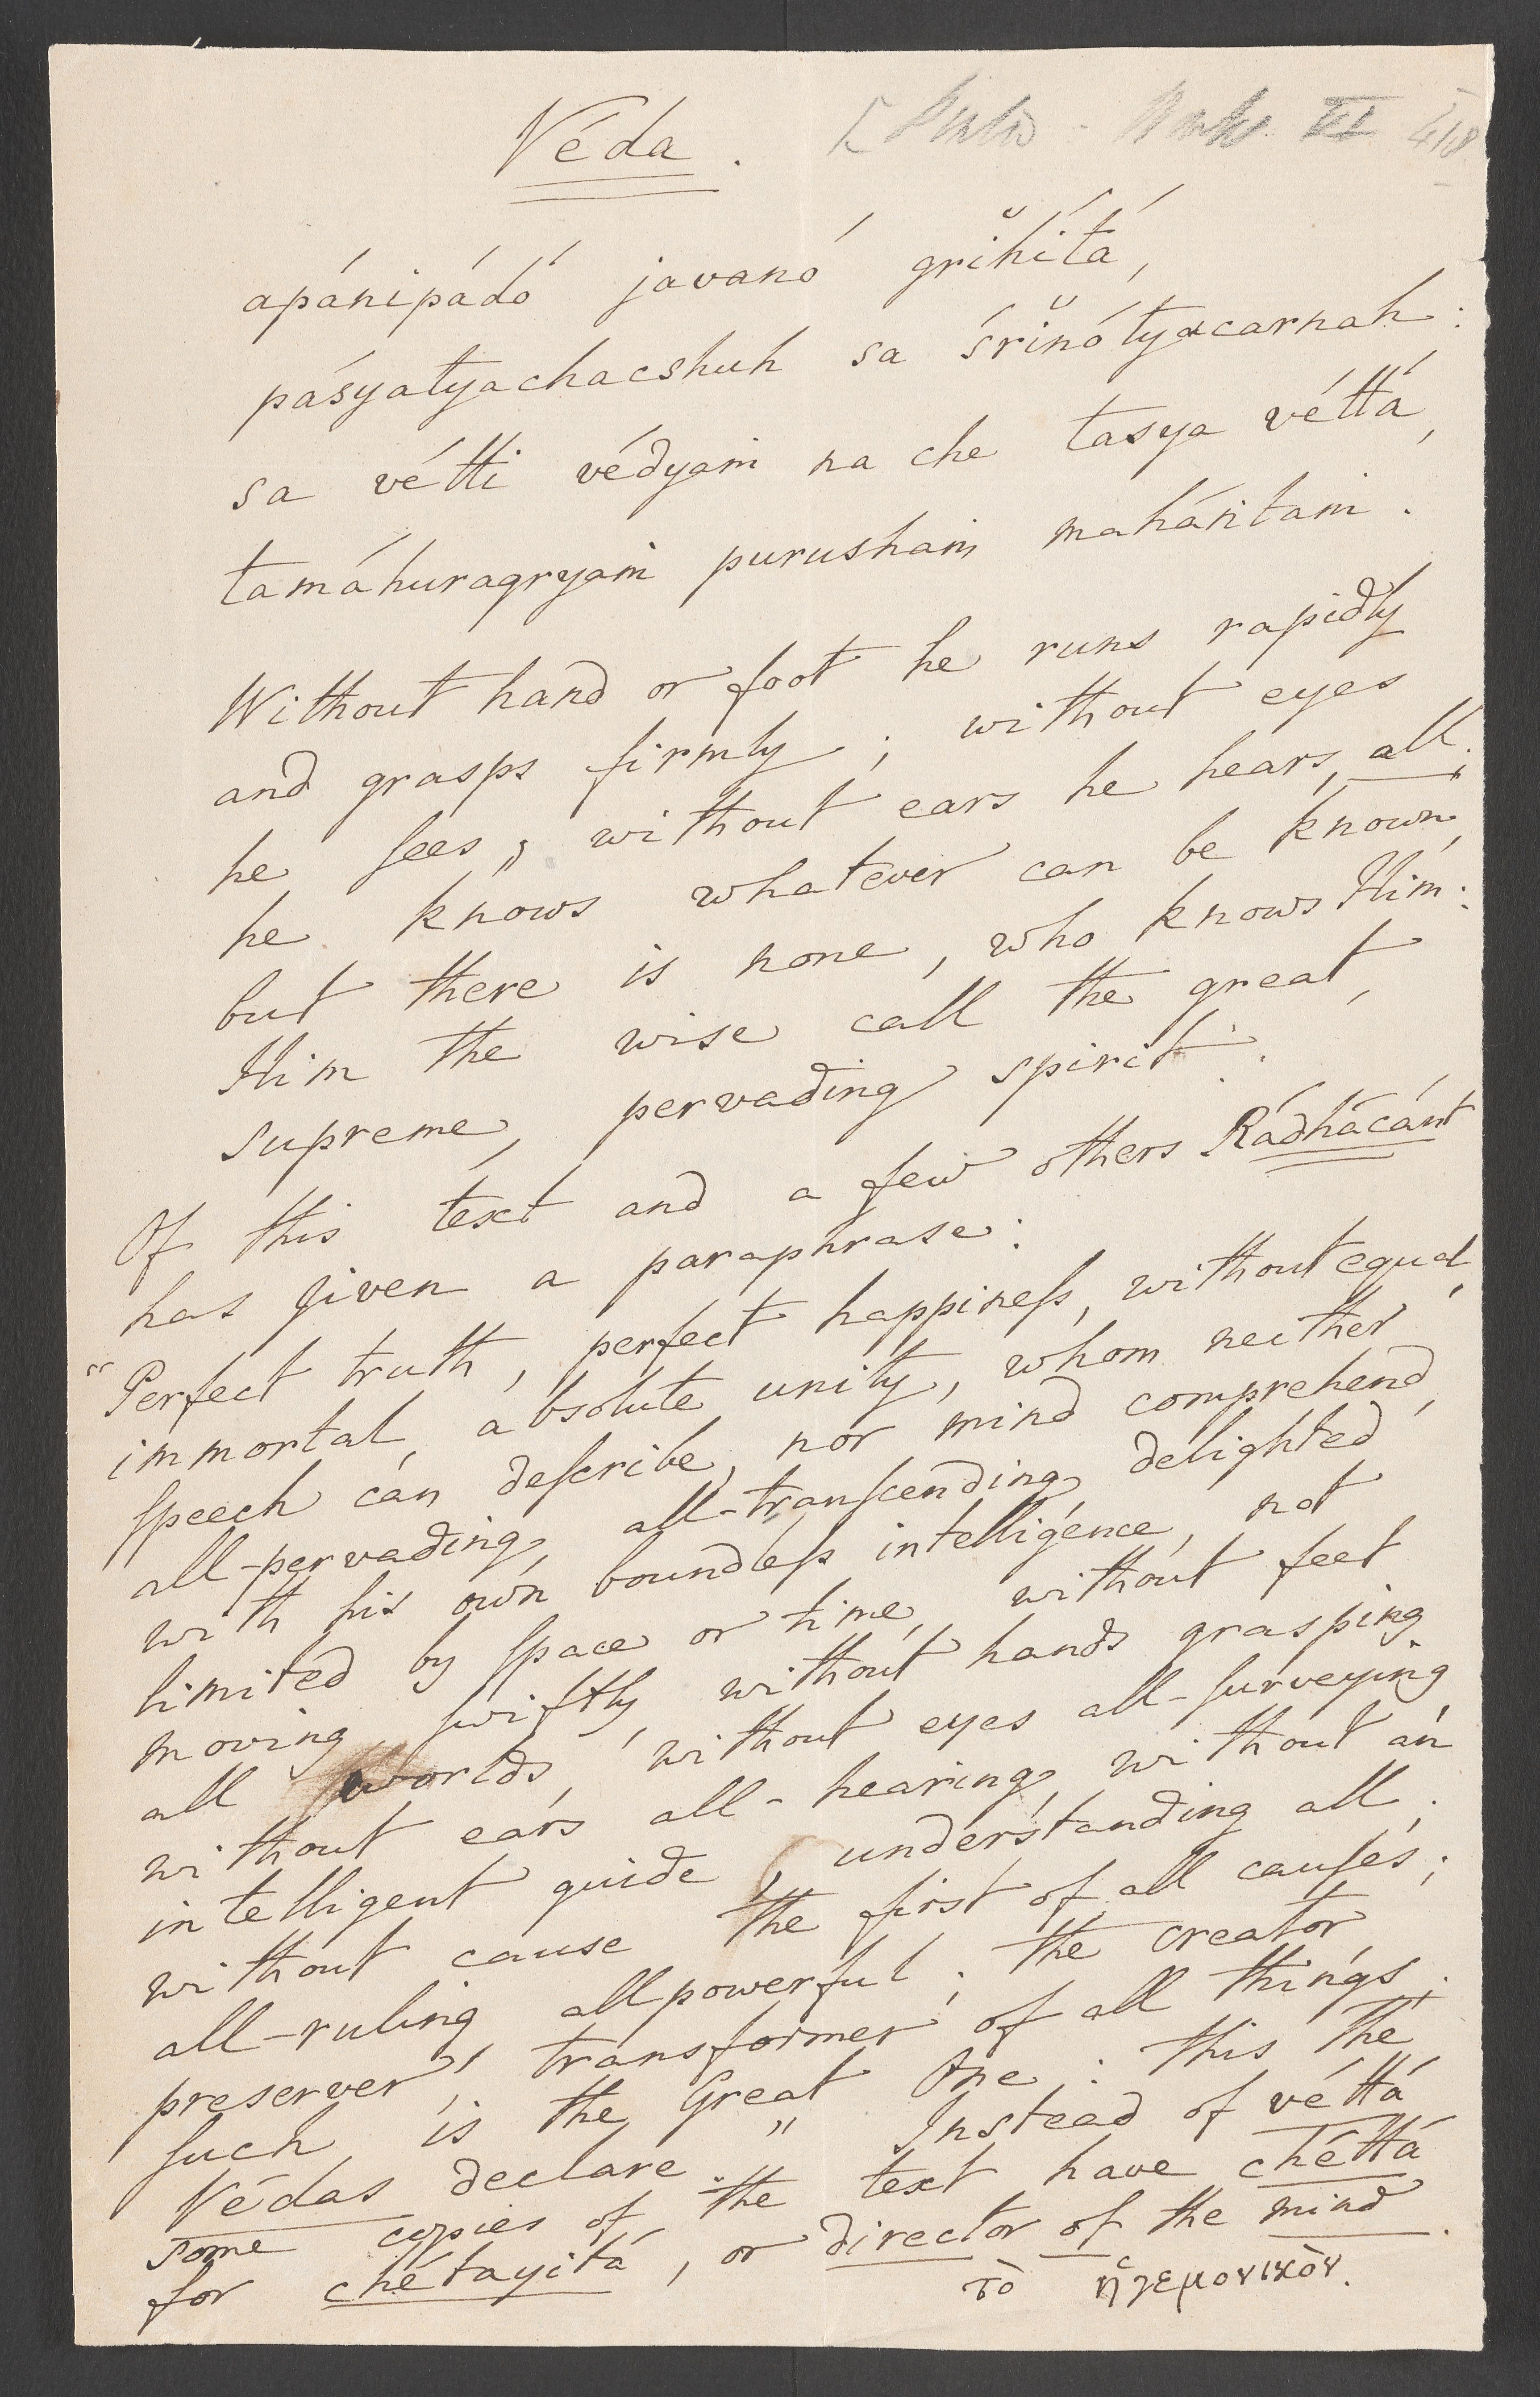 Véda.
apánipádó javanó grĭhítá,
pásyatyachacshuh sa śrĭnótyacarnah:
sa vétti védyam na che tasya véttá,
tamáhuragryam purusham mahántam.
Without hand or foot he runs rapidly
and grasps firmly; without eyes
he ſees, without ears he hears all;
he knows whatever can be known,
but there is none, who knows Him:
Him the wise call the great,
supreme, pervading spirit.
Of this text and a few others Rádhácánt
has given a paraphrase:
"Perfect truth, perfect happineſs, without equal,
immortal, absolute unity, whom neither
ſpeech can deſcribe, nor mind comprehend,
all-pervading, all-tranſcending, delighted
with his own boundleſs intelligence, not
limited by ſpace or time, without feet
moving ſwiftly, without hands grasping
all worlds, without eyes all-ſurveying
without ears all-hearing, without an
intelligent guide, understanding all;
without cause the first of all cauſes;
all-ruling, allpowerful; the creator,
preserver, transformer of all things;
ſuch is the Great One: this the
Védas declare." Instead of véttá
some copies of the text have chéttá
for chétayitá, or director of the mind.
τὸ ἡγεμονικὸν.